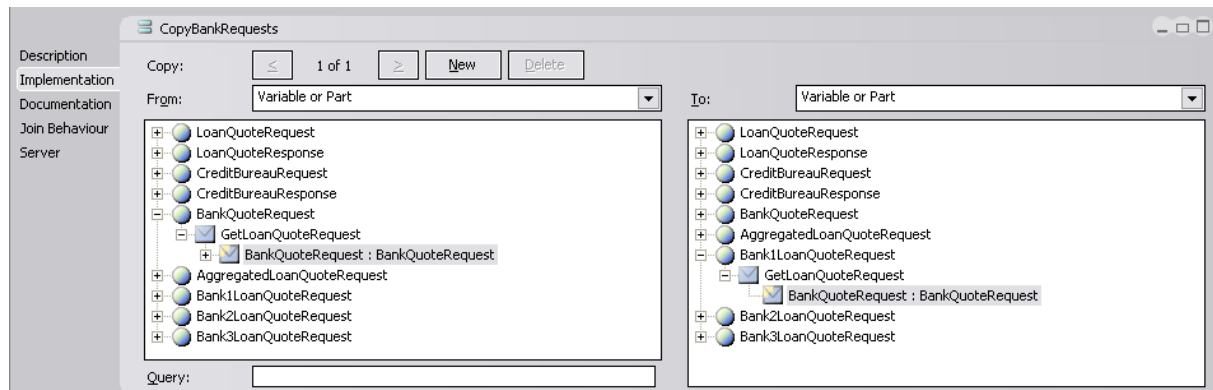 CopyBankRequests
Description
Implementation
Documentation
Join Behaviour
Server
Copy: ≤ 1 of 1 ≥ New Delete
From: Variable or Part
LoanQuoteRequest
LoanQuoteResponse
CreditBureauRequest
CreditBureauResponse
BankQuoteRequest
GetLoanQuoteRequest
BankQuoteRequest : BankQuoteRequest
AggregatedLoanQuoteRequest
Bank1LoanQuoteRequest
Bank2LoanQuoteRequest
Bank3LoanQuoteRequest
Query:
To: Variable or Part
LoanQuoteRequest
LoanQuoteResponse
CreditBureauRequest
CreditBureauResponse
BankQuoteRequest
AggregatedLoanQuoteRequest
Bank1LoanQuoteRequest
GetLoanQuoteRequest
BankQuoteRequest : BankQuoteRequest
Bank2LoanQuoteRequest
Bank3LoanQuoteRequest